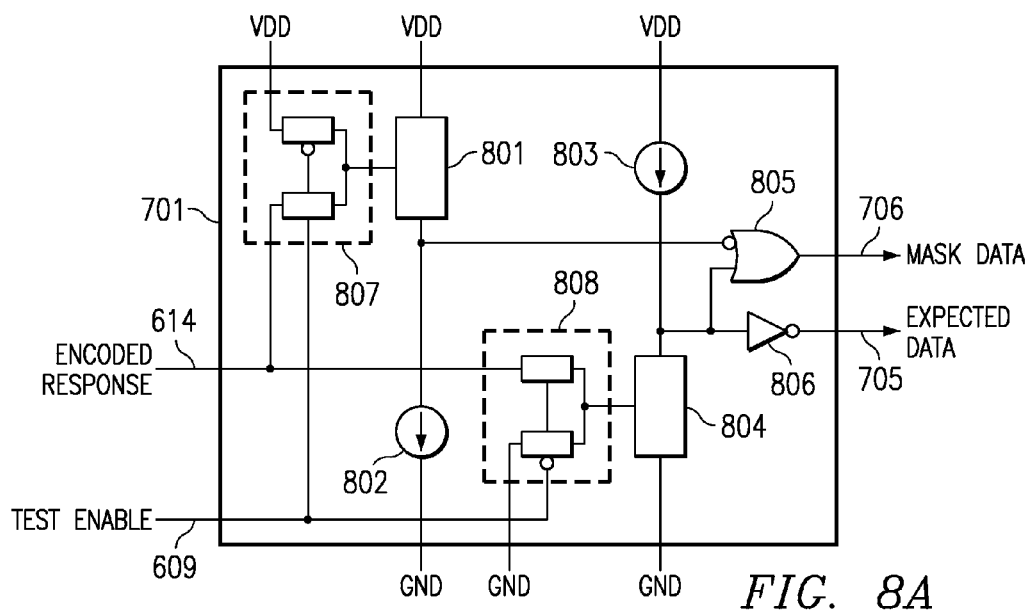 VDD VDD VDD
801
803
805
701
706
MASK DATA
807
808
614
EXPECTED
DATA
ENCODED
RESPONSE
806
705
804
802
TEST ENABLE
609
GND GND GND
FIG. 8A